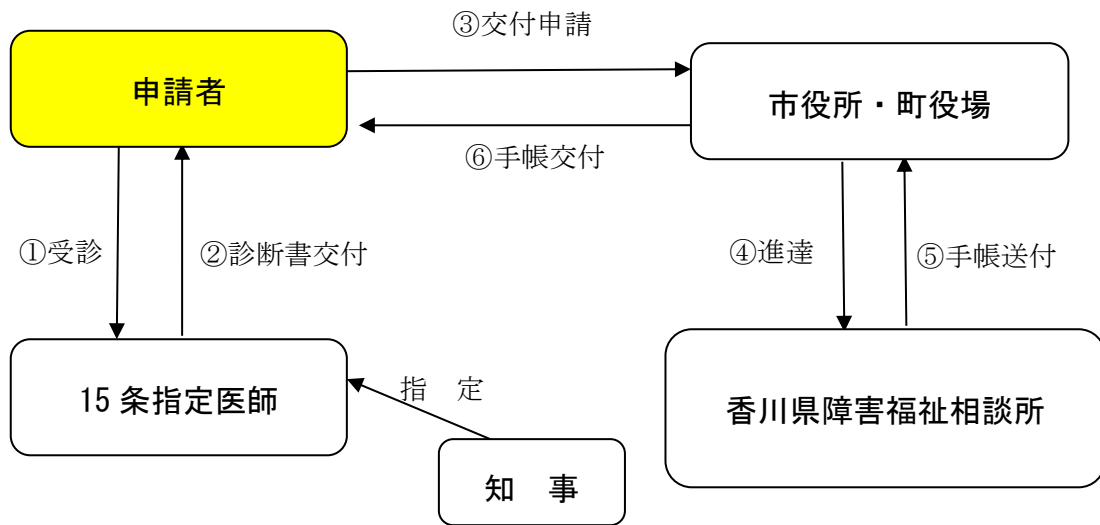 ③交付申請
申請者
市役所・町役場
⑥手帳交付
①受診
②診断書交付
④進達
⑤手帳送付
15条指定医師
指　定
香川県障害福祉相談所
知　事